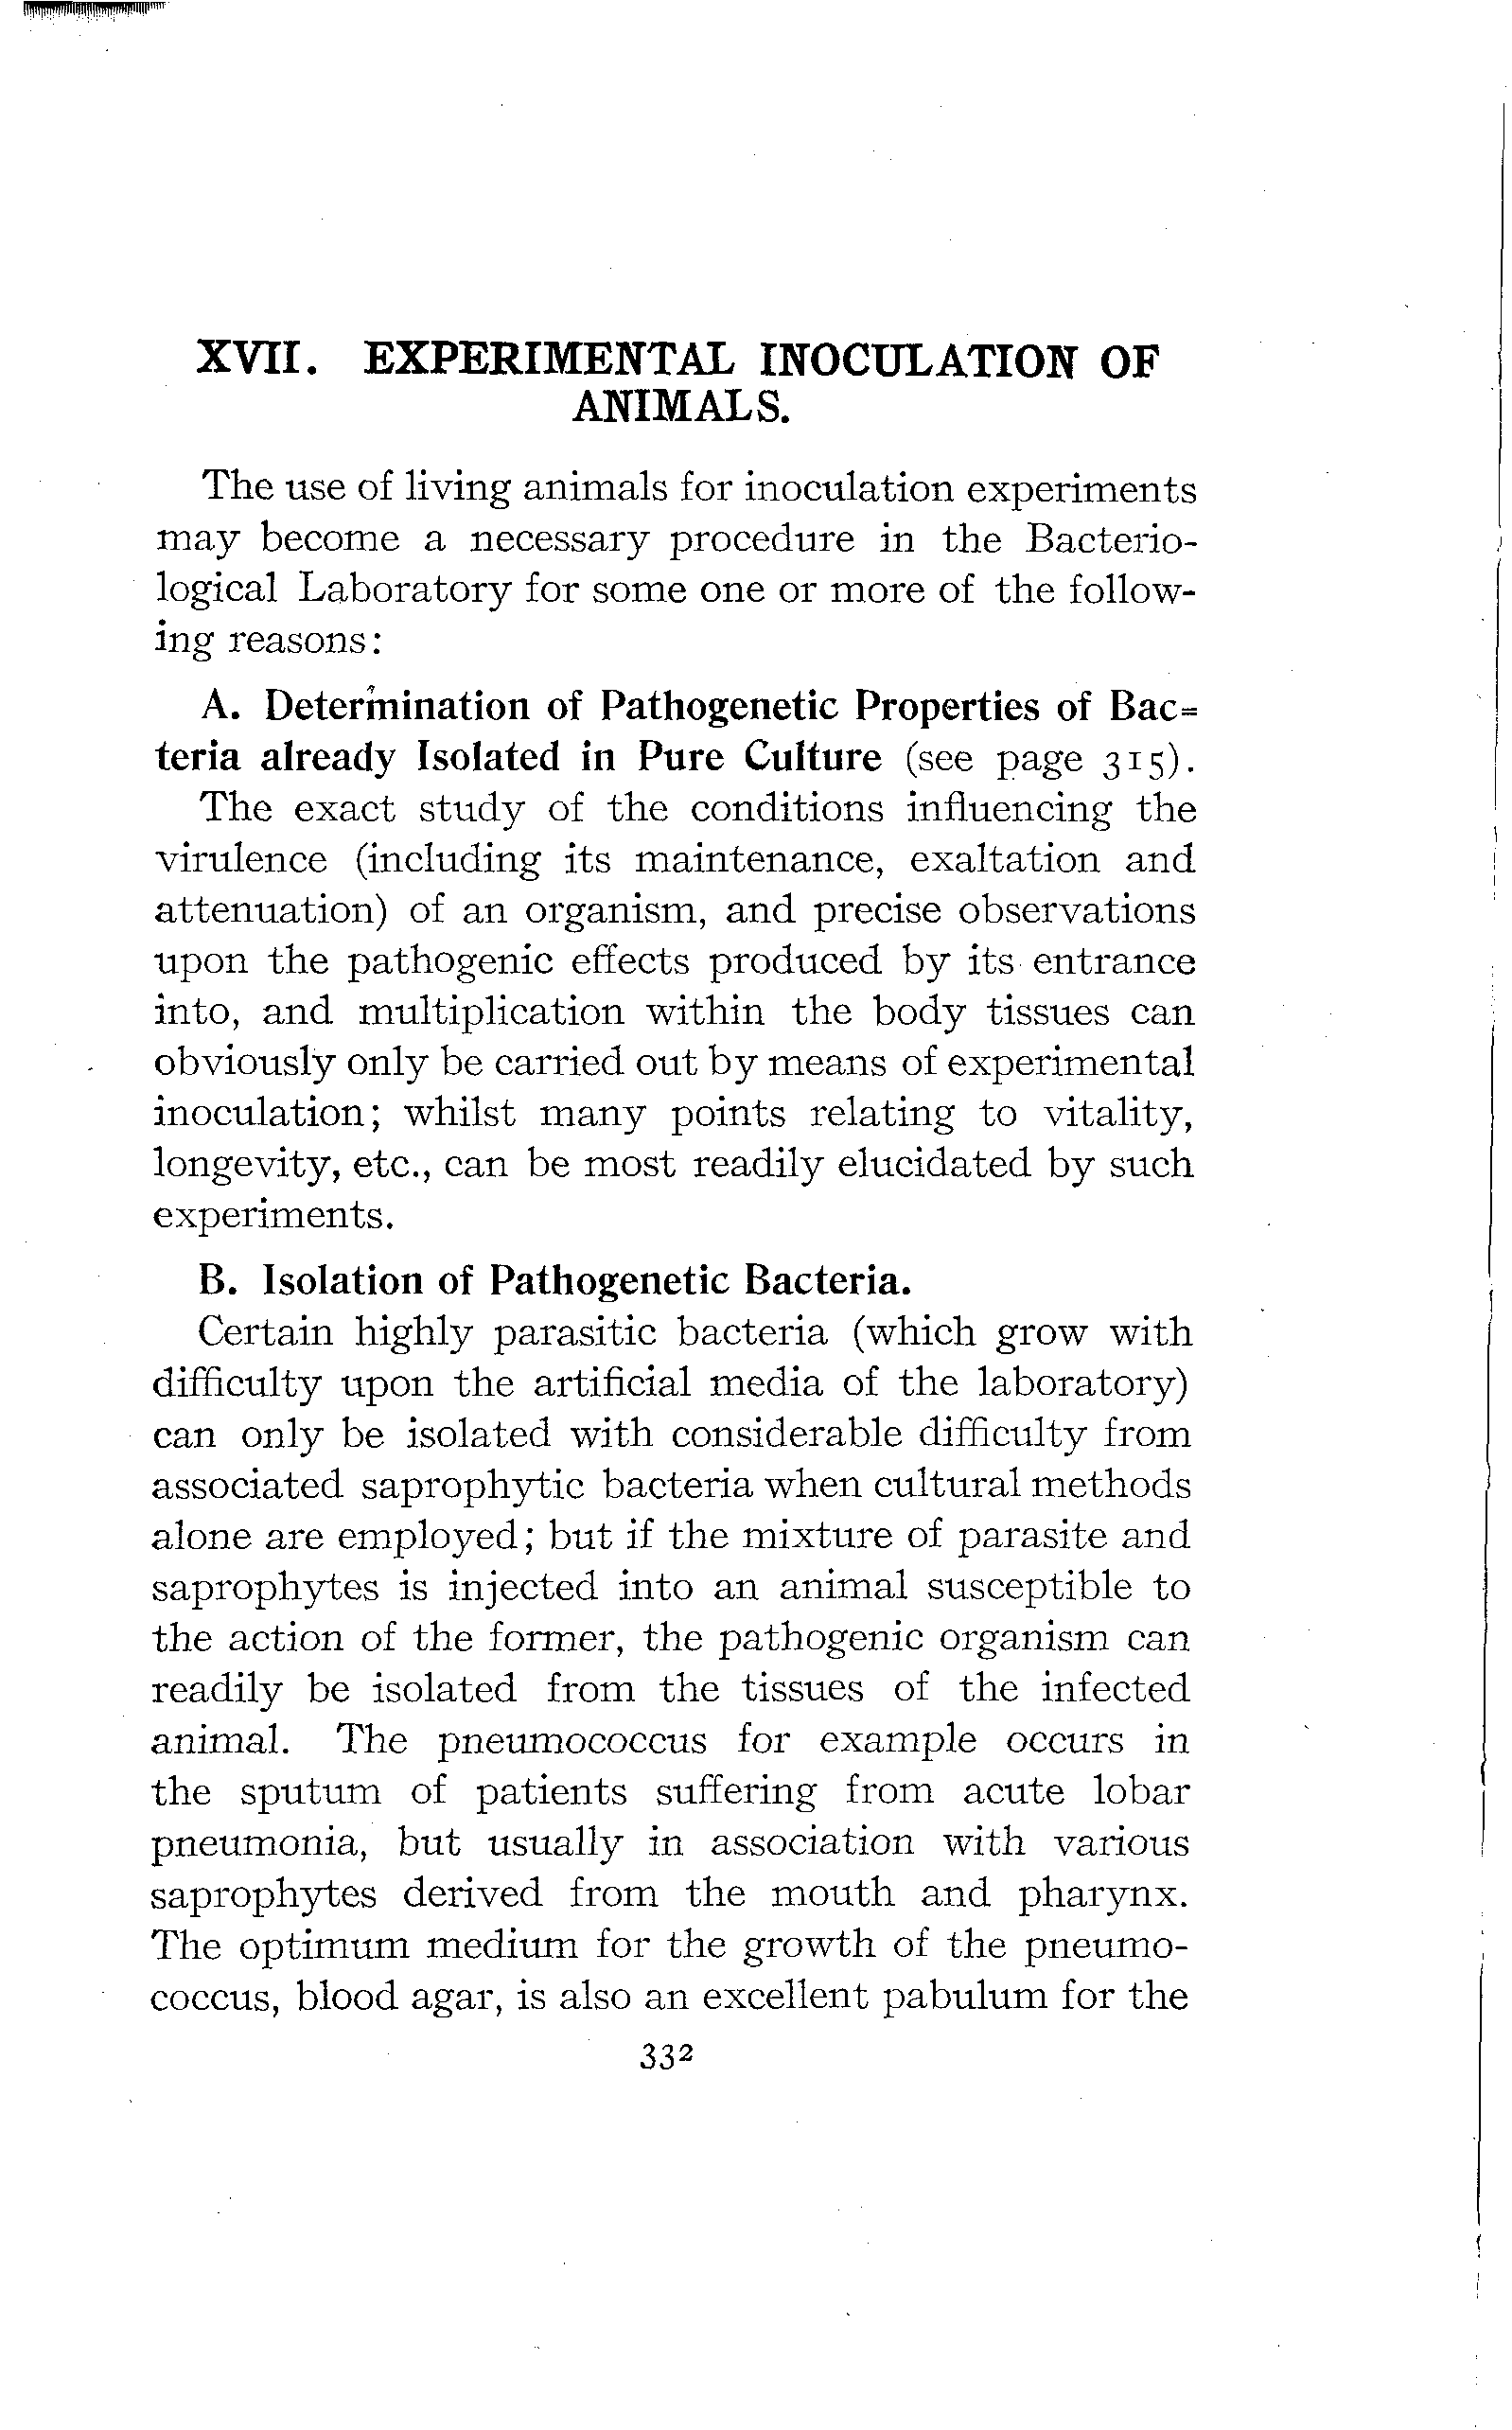 XVII. EXPERIMENTAL INOCULATION OF
ANIMALS.
The use of living animals for inoculation experiments
may become a necessary procedure in the Bacterio-
logical Laboratory for some one or more of the follow-
ing reasons:
A. Determination of Pathogenetic Properties of Bac=
teria already Isolated in Pure Culture (see page 315).
The exact study of the conditions influencing the
virulence (including its maintenance, exaltation and
attenuation) of an organism, and precise observations
upon the pathogenic effects produced by its entrance
into, and multiplication within the body tissues can
obviously only be carried out by means of experimental
inoculation; whilst many points relating to vitality,
longevity, etc., can be most readily elucidated by such
experiments.
B. Isolation of Pathogenetic Bacteria.
Certain highly parasitic bacteria (which grow with
difficulty upon the artificial media of the laboratory)
can only be isolated with considerable difficulty from
associated saprophytic bacteria when cultural methods
alone are employed; but if the mixture of parasite and
saprophytes is injected into an animal susceptible to
the action of the former, the pathogenic organism can
readily be isolated from the tissues of the infected
animal. The pneumococcus for example occurs in
the sputum of patients suffering from acute lobar
pneumonia, but usually in association with various
saprophytes derived from the mouth and pharynx.
The optimum medium for the growth of the pneumo-
coccus, blood agar, is also an excellent pabulum for the
332